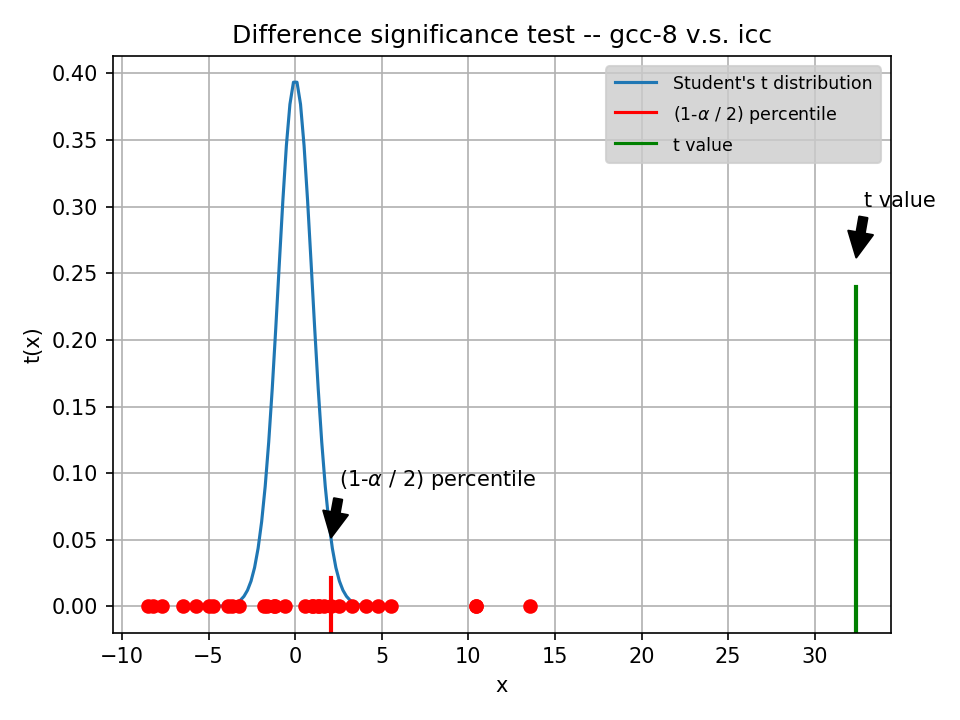 Difference significance test -- gcc-8 v.s. icc
0.40
0.35
0.30
0.25
0.20
0.15
0.10
0.05
0.00
t(x)
Student's t distribution
(1-α / 2) percentile
t value
t value
(1-α / 2) percentile
−10 −5 0 5 10 15 20 25 30
x